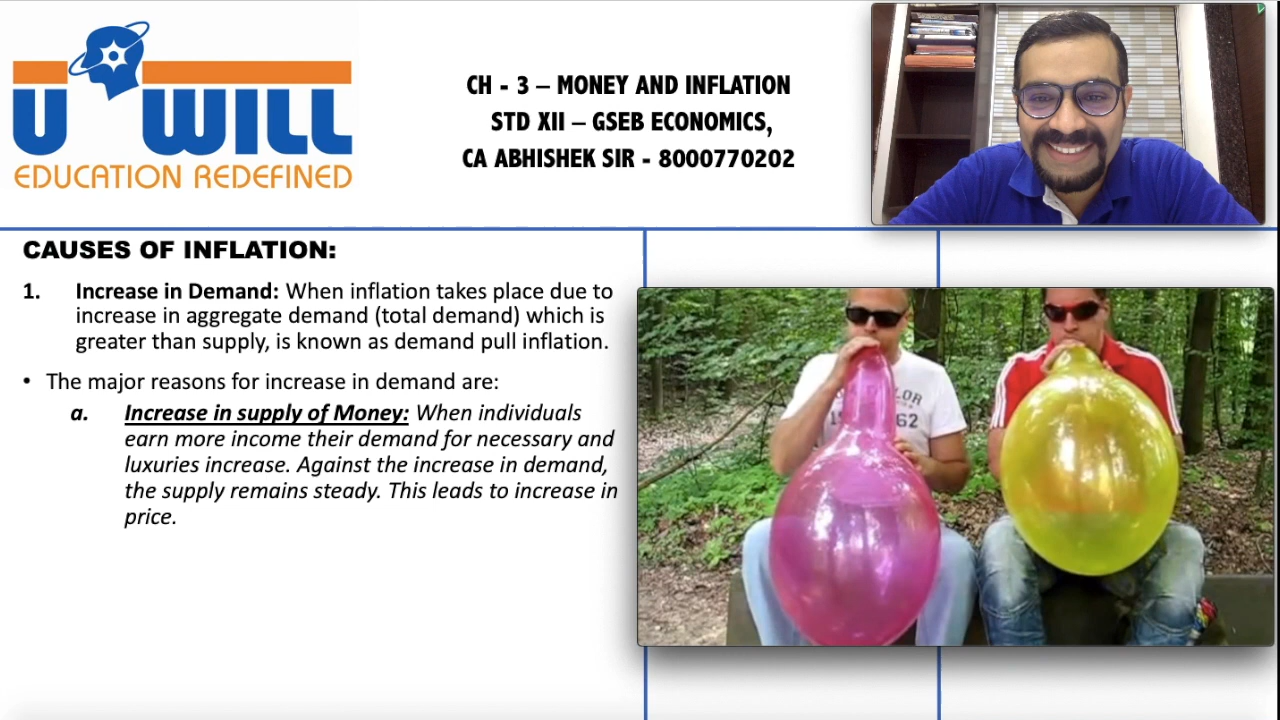 U WILL
EDUCATION REDEFINED
CH - 3 – MONEY AND INFLATION
STD XII – GSEB ECONOMICS,
CA ABHISHEK SIR - 8000770202
CAUSES OF INFLATION:
1. Increase in Demand: When inflation takes place due to
increase in aggregate demand (total demand) which is
greater than supply, is known as demand pull inflation.
• The major reasons for increase in demand are:
a. Increase in supply of Money: When individuals
earn more income their demand for necessary and
luxuries increase. Against the increase in demand,
the supply remains steady. This leads to increase in
price.